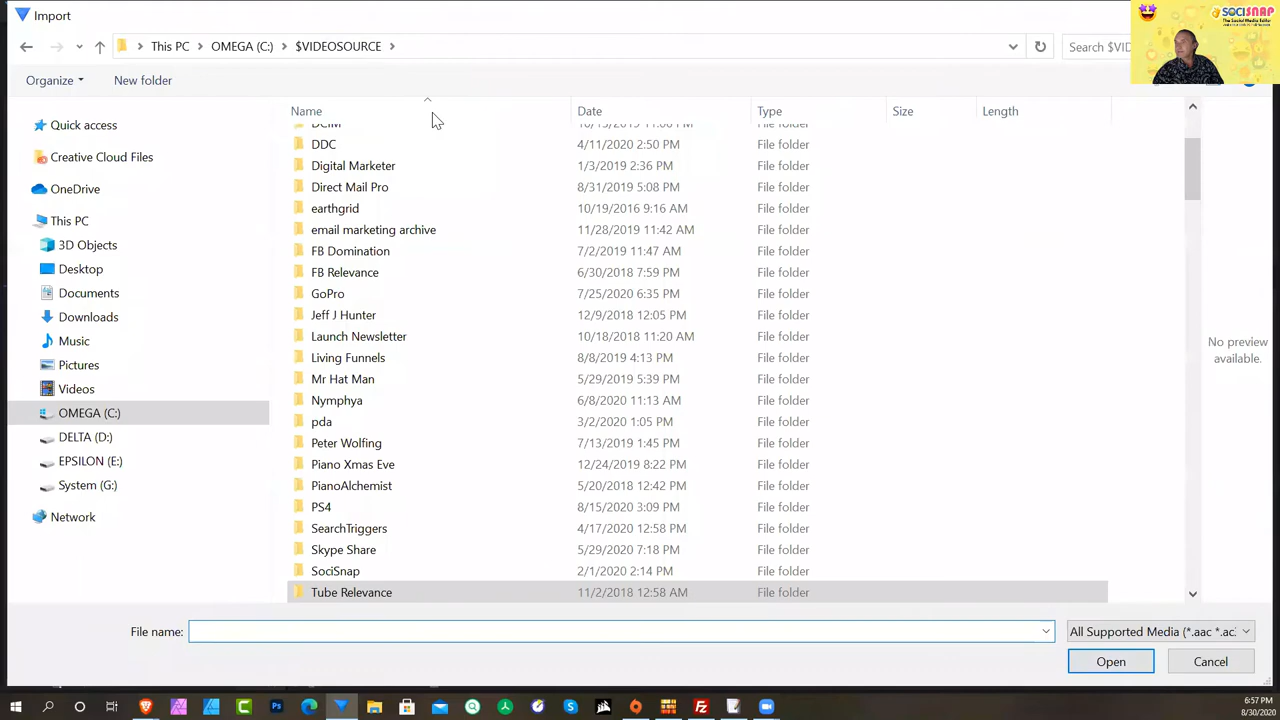 Import
SOCISNAP
The Social Media Editor
This PC > OMEGA (C:) > $VIDEOSOURCE >
Search $VID
Organize New folder
Name Date Type Size Length
DCIM File folder
DDC 4/11/2020 2:50 PM File folder
Digital Marketer 1/3/2019 2:36 PM File folder
Direct Mail Pro 8/31/2019 5:08 PM File folder
earthgrid 10/19/2016 9:16 AM File folder
email marketing archive 11/28/2019 11:42 AM File folder
FB Domination 7/2/2019 11:47 AM File folder
FB Relevance 6/30/2018 7:59 PM File folder
GoPro 7/25/2020 6:35 PM File folder
Jeff J Hunter 12/9/2018 12:05 PM File folder
Launch Newsletter 10/18/2018 11:20 AM File folder
Living Funnels 8/8/2019 4:13 PM File folder
Mr Hat Man 5/29/2019 5:39 PM File folder
Nymphya 6/8/2020 11:13 AM File folder
pda 3/2/2020 1:05 PM File folder
Peter Wolfing 7/13/2019 1:45 PM File folder
Piano Xmas Eve 12/24/2019 8:22 PM File folder
PianoAlchemist 5/20/2018 12:42 PM File folder
PS4 8/15/2020 3:09 PM File folder
SearchTriggers 4/17/2020 12:58 PM File folder
Skype Share 5/29/2020 7:18 PM File folder
SociSnap 2/1/2020 2:14 PM File folder
Tube Relevance 11/2/2018 12:58 AM File folder
Quick access
Creative Cloud Files
OneDrive
This PC
3D Objects
Desktop
Documents
Downloads
Music
Pictures
Videos
OMEGA (C:)
DELTA (D:)
EPSILON (E:)
System (G:)
Network
No preview
available.
File name:
All Supported Media (*.aac *.ac
Open Cancel
6:57 PM
8/30/2020